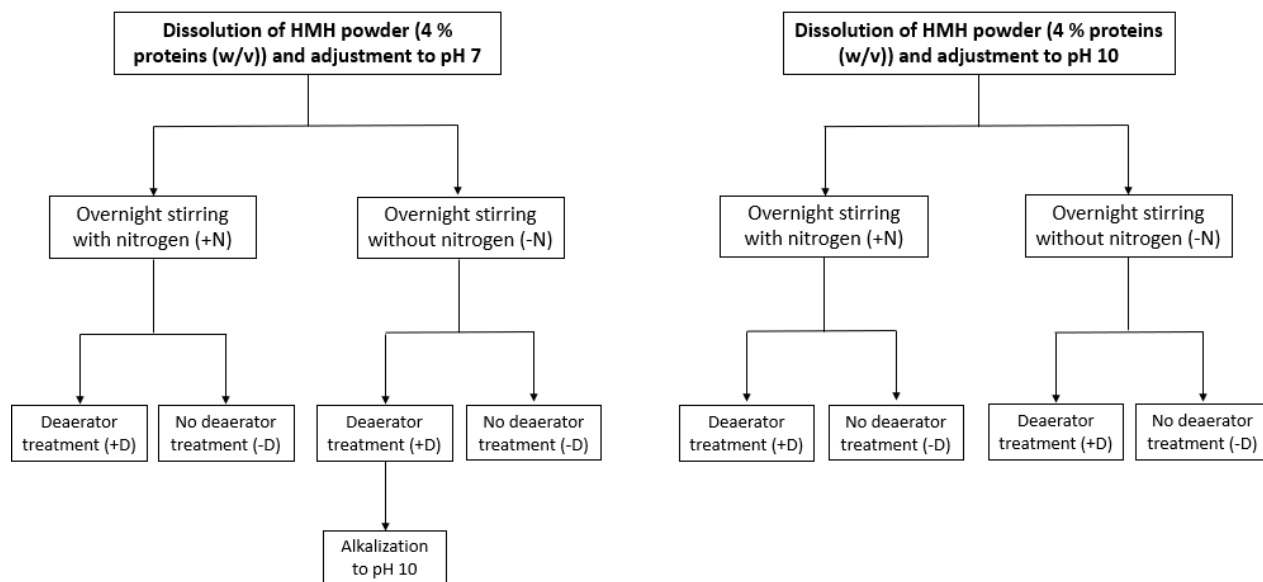 Dissolution of HMH powder (4 %
proteins (w/v)) and adjustment to pH 7
Dissolution of HMH powder (4 % proteins
(w/v)) and adjustment to pH 10
Overnight stirring
with nitrogen (+N)
Overnight stirring
without nitrogen (-N)
Overnight stirring
with nitrogen (+N)
Overnight stirring
without nitrogen (-N)
Deaerator
treatment (+D)
No deaerator
treatment (-D)
Deaerator
treatment (+D)
No deaerator
treatment (-D)
Deaerator
treatment (+D)
No deaerator
treatment (-D)
Deaerator
treatment (+D)
No deaerator
treatment (-D)
Alkalization
to pH 10